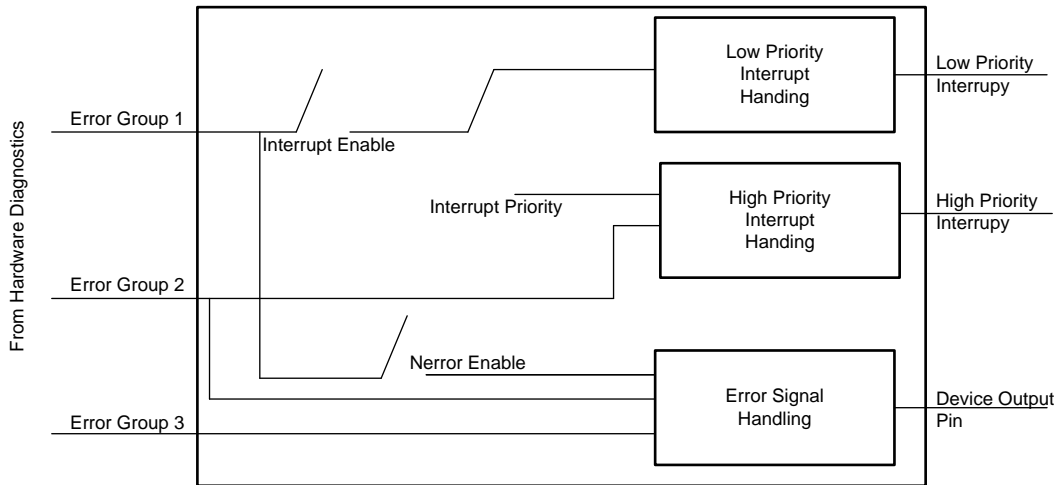 From Hardware Diagnostics
Error Group 1
Interrupt Enable
Low Priority
Interrupt
Handing
Low Priority
Interrupy
Interrupt Priority
High Priority
Interrupt
Handing
High Priority
Interrupy
Error Group 2
Nerror Enable
Error Signal
Handling
Device Output
Pin
Error Group 3